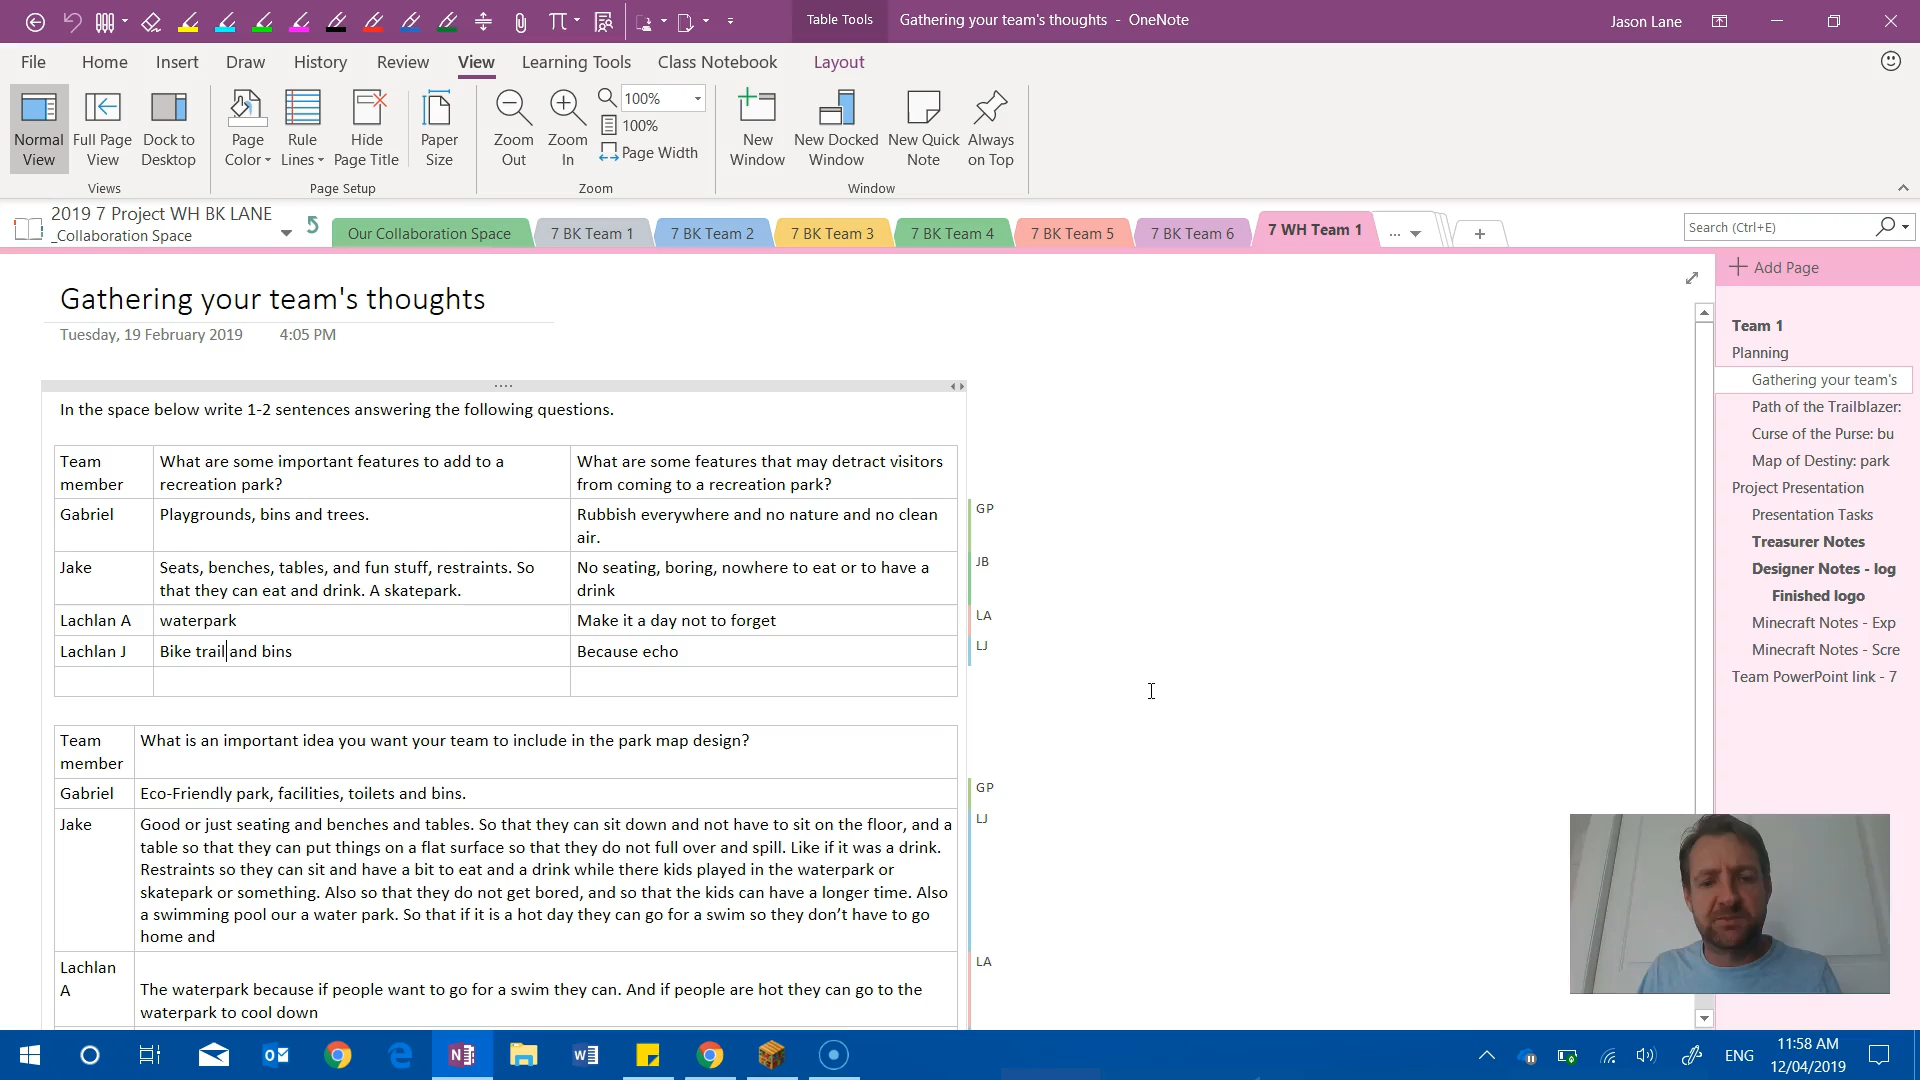 Table Tools
Gathering your team's thoughts - OneNote
Jason Lane
File Home Insert Draw History Review View Learning Tools Class Notebook Layout
Normal View
Full Page View
Dock to Desktop
Page Color
Rule Lines
Hide Page Title
Paper Size
Zoom Out
Zoom In
100%
100%
Page Width
New Window
New Docked Window
New Quick Note
Always on Top
Views
Page Setup
Zoom
Window
2019 7 Project WH BK LANE
_Collaboration Space
Our Collaboration Space
7 BK Team 1
7 BK Team 2
7 BK Team 3
7 BK Team 4
7 BK Team 5
7 BK Team 6
7 WH Team 1
...
Search (Ctrl+E)
Add Page
Gathering your team's thoughts
Tuesday, 19 February 2019 4:05 PM
In the space below write 1-2 sentences answering the following questions.
Team member
What are some important features to add to a
recreation park?
What are some features that may detract visitors
from coming to a recreation park?
Gabriel
Playgrounds, bins and trees.
Rubbish everywhere and no nature and no clean
air.
GP
Jake
Seats, benches, tables, and fun stuff, restraints. So
that they can eat and drink. A skatepark.
No seating, boring, nowhere to eat or to have a
drink
JB
Lachlan A
waterpark
Make it a day not to forget
LA
Lachlan J
Bike trail and bins
Because echo
LJ
Team member
What is an important idea you want your team to include in the park map design?
Gabriel
Eco-Friendly park, facilities, toilets and bins.
GP
Jake
Good or just seating and benches and tables. So that they can sit down and not have to sit on the floor, and a
table so that they can put things on a flat surface so that they do not full over and spill. Like if it was a drink.
Restraints so they can sit and have a bit to eat and a drink while there kids played in the waterpark or
skatepark or something. Also so that they do not get bored, and so that the kids can have a longer time. Also
a swimming pool our a water park. So that if it is a hot day they can go for a swim so they don't have to go
home and
LJ
Lachlan
A
The waterpark because if people want to go for a swim they can. And if people are hot they can go to the
waterpark to cool down
LA
Team 1
Planning
Gathering your team's
Path of the Trailblazer:
Curse of the Purse: bu
Map of Destiny: park
Project Presentation
Presentation Tasks
Treasurer Notes
Designer Notes - log
Finished logo
Minecraft Notes - Exp
Minecraft Notes - Scre
Team PowerPoint link - 7
ENG
11:58 AM
12/04/2019